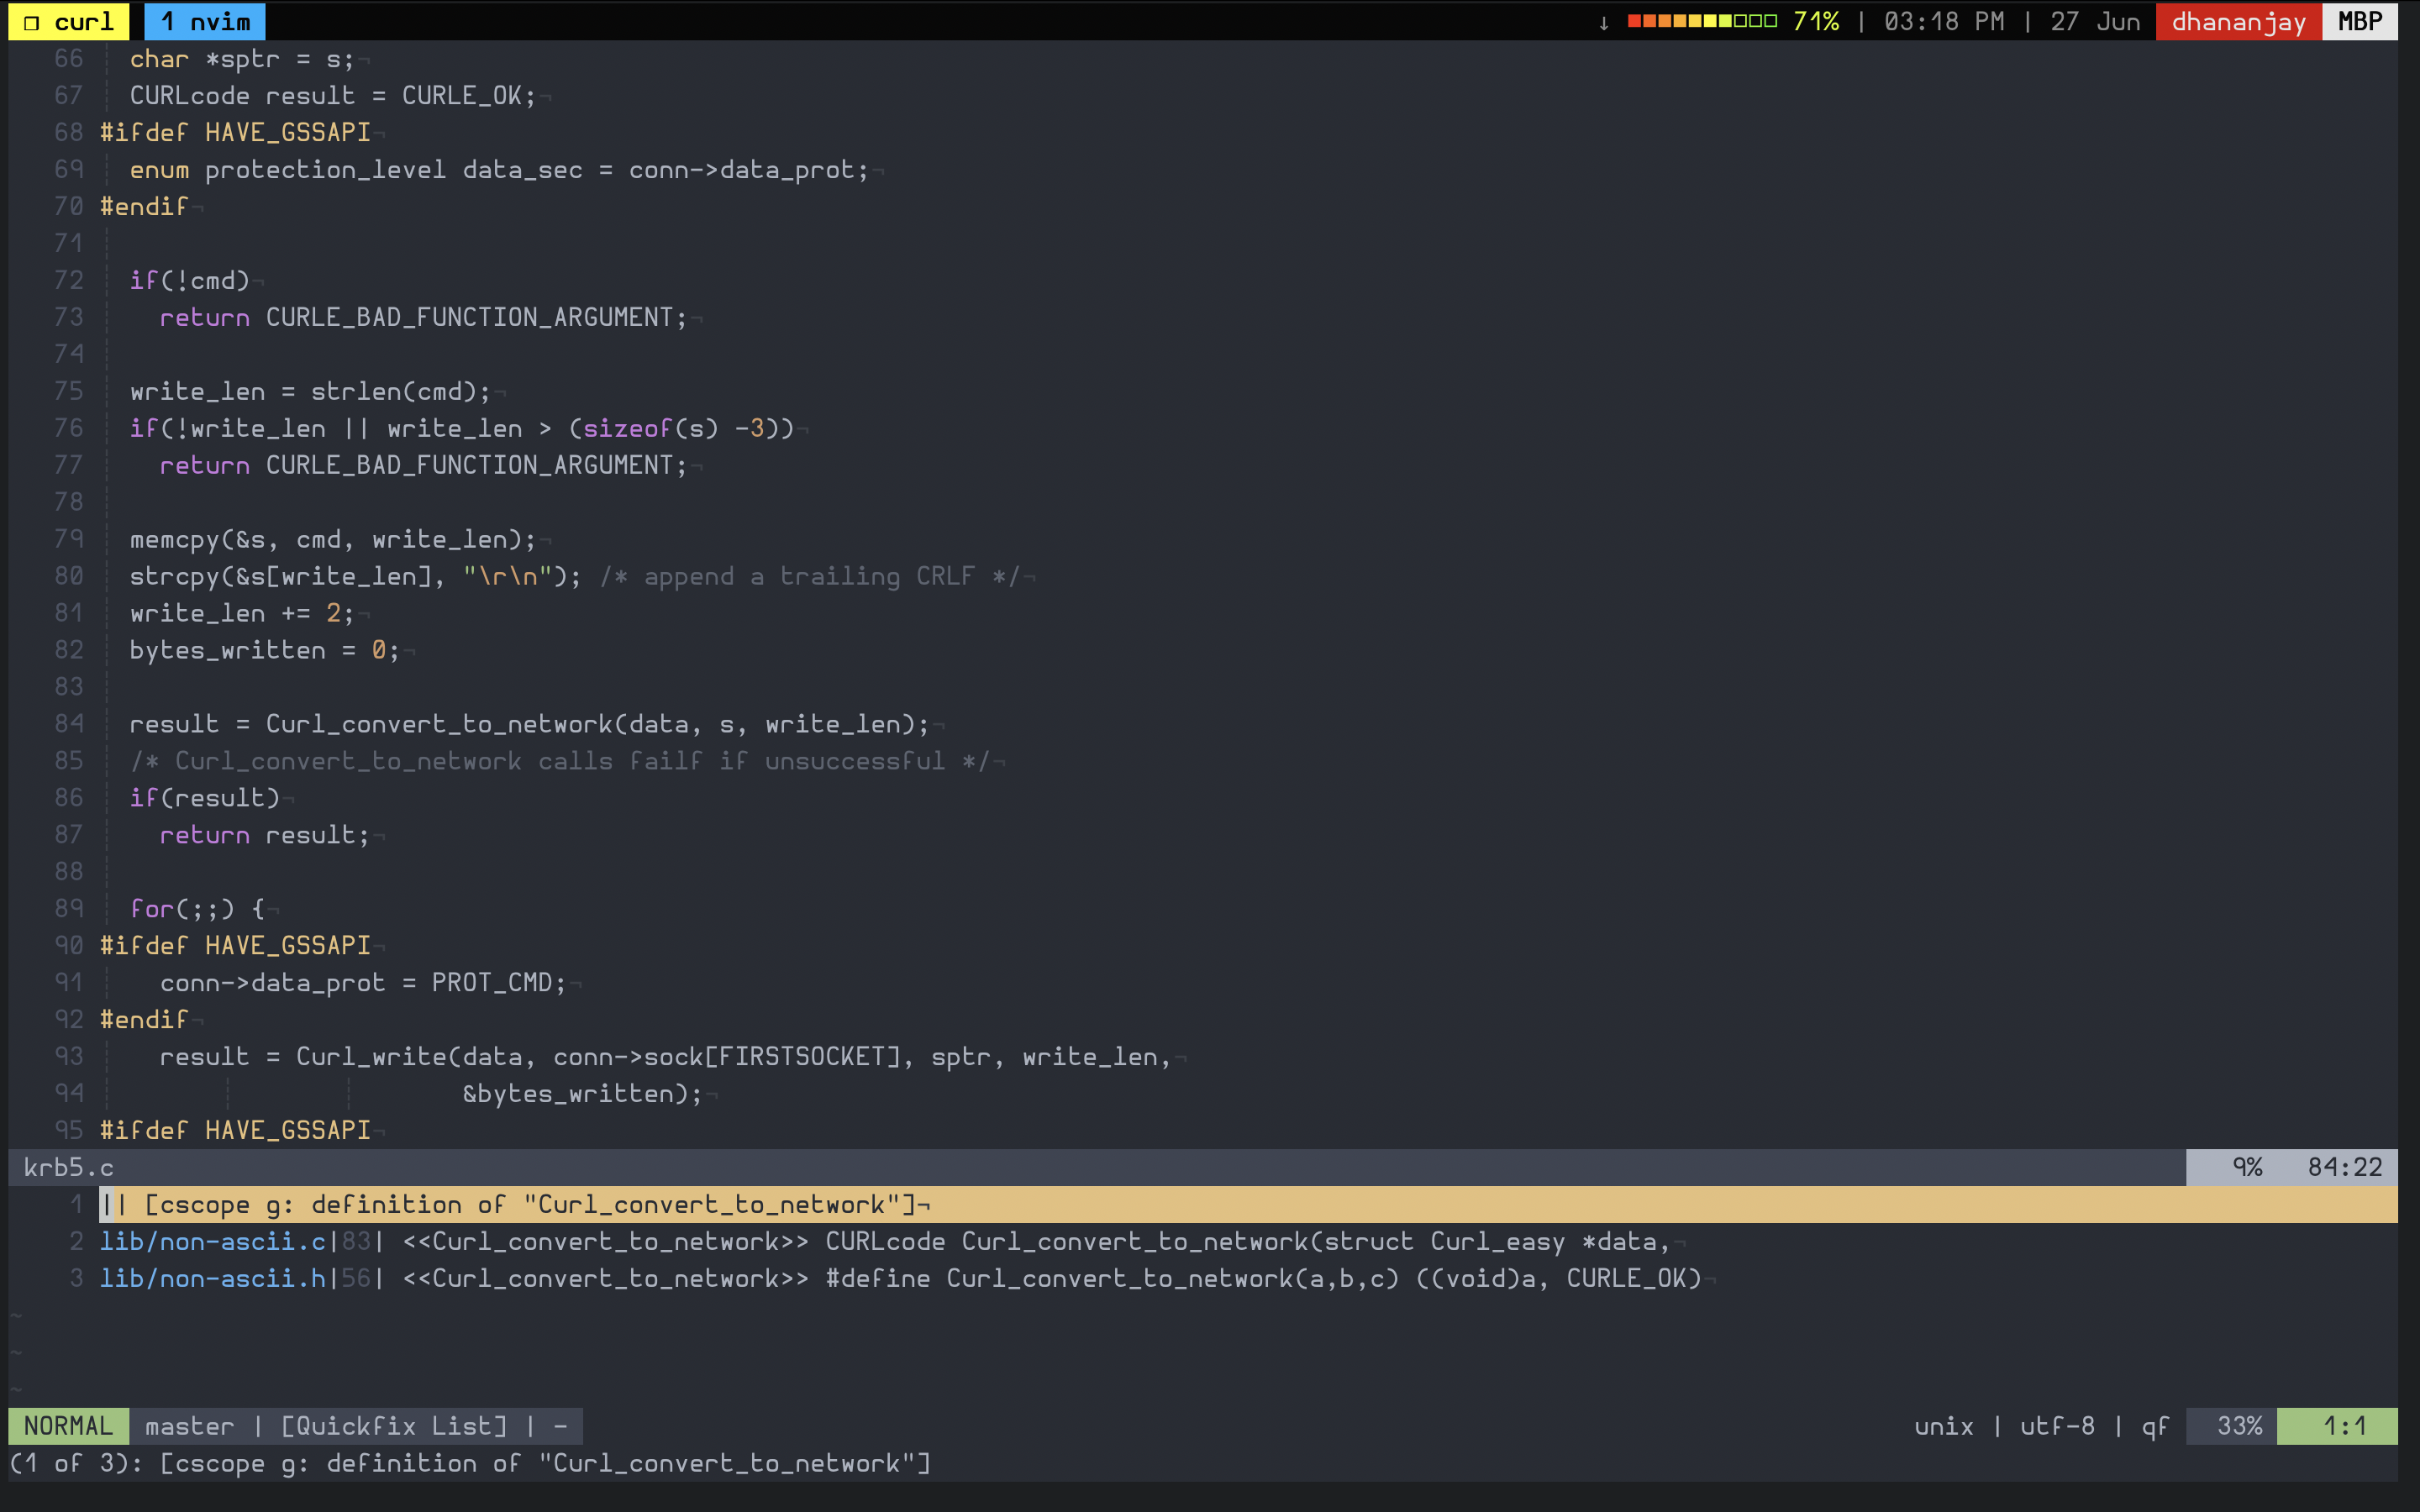 ❐ curl 1 nvim ↓ ■■■■■■■□□□ 71% | 03:18 PM | 27 Jun dhananjay MBP
66   char *sptr = s;¬
67   CURLcode result = CURLE_OK;¬
68 #ifdef HAVE_GSSAPI¬
69   enum protection_level data_sec = conn->data_prot;¬
70 #endif¬
71
72   if(!cmd)¬
73     return CURLE_BAD_FUNCTION_ARGUMENT;¬
74
75   write_len = strlen(cmd);¬
76   if(!write_len || write_len > (sizeof(s) -3))¬
77     return CURLE_BAD_FUNCTION_ARGUMENT;¬
78
79   memcpy(&s, cmd, write_len);¬
80   strcpy(&s[write_len], "\r\n"); /* append a trailing CRLF */¬
81   write_len += 2;¬
82   bytes_written = 0;¬
83
84   result = Curl_convert_to_network(data, s, write_len);¬
85   /* Curl_convert_to_network calls failf if unsuccessful */¬
86   if(result)¬
87     return result;¬
88
89   for(;;) {¬
90 #ifdef HAVE_GSSAPI¬
91     conn->data_prot = PROT_CMD;¬
92 #endif¬
93     result = Curl_write(data, conn->sock[FIRSTSOCKET], sptr, write_len,¬
94                         &bytes_written);¬
95 #ifdef HAVE_GSSAPI¬
krb5.c 9% 84:22
1 || [cscope g: definition of "Curl_convert_to_network"]¬
2 lib/non-ascii.c|83| <<Curl_convert_to_network>> CURLcode Curl_convert_to_network(struct Curl_easy *data,¬
3 lib/non-ascii.h|56| <<Curl_convert_to_network>> #define Curl_convert_to_network(a,b,c) ((void)a, CURLE_OK)¬
~
~
~
NORMAL master | [Quickfix List] | - unix | utf-8 | qf 33% 1:1
(1 of 3): [cscope g: definition of "Curl_convert_to_network"]